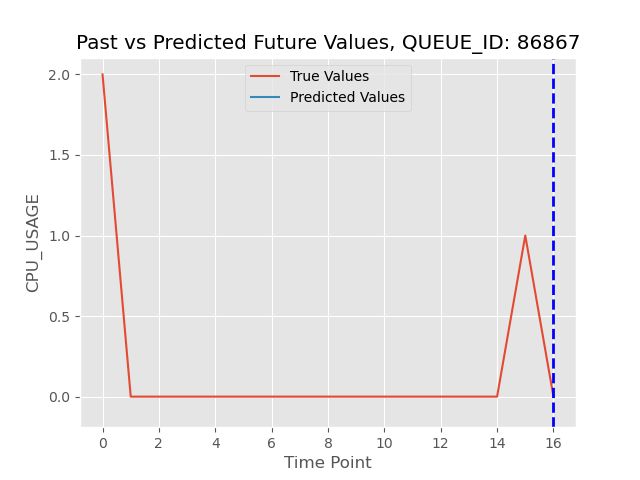 Past vs Predicted Future Values, QUEUE_ID: 86867
True Values
Predicted Values
2.0
1.5
1.0
0.5
0.0
CPU_USAGE
0 2 4 6 8 10 12 14 16
Time Point